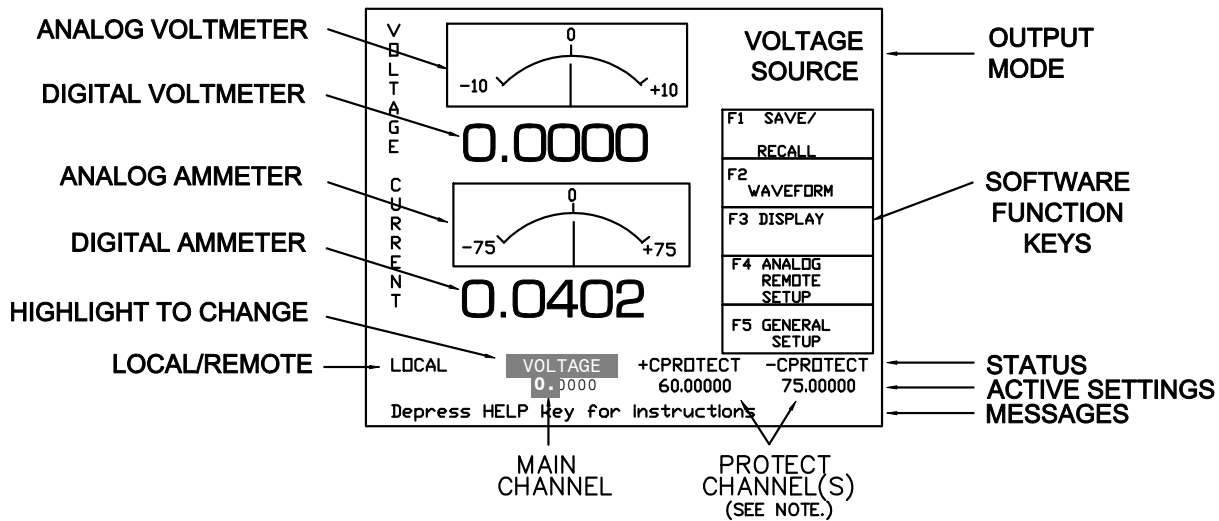 ANALOG VOLTMETER
DIGITAL VOLTMETER
ANALOG AMMETER
DIGITAL AMMETER
HIGHLIGHT TO CHANGE
LOCAL/REMOTE
VOLTAGE
CURRENT
0
-10
+10
0.0000
0
-75
+75
0.0402
VOLTAGE
SOURCE
F1 SAVE/
RECALL
F2
WAVEFORM
F3 DISPLAY
F4 ANALOG
REMOTE
SETUP
F5 GENERAL
SETUP
LOCAL
VOLTAGE
+CPROTECT
-CPROTECT
0.0000
60.00000
75.00000
Depress HELP key for instructions
OUTPUT
MODE
SOFTWARE
FUNCTION
KEYS
STATUS
ACTIVE SETTINGS
MESSAGES
MAIN
CHANNEL
PROTECT
CHANNEL(S)
(SEE NOTE.)